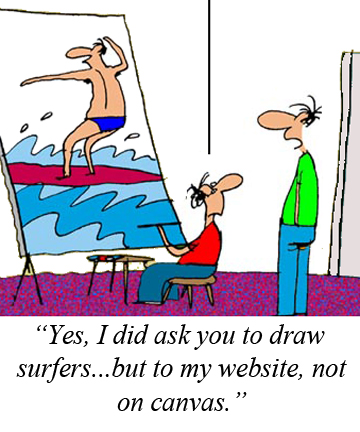 “Yes, I did ask you to draw
surfers...but to my website, not
on canvas.”